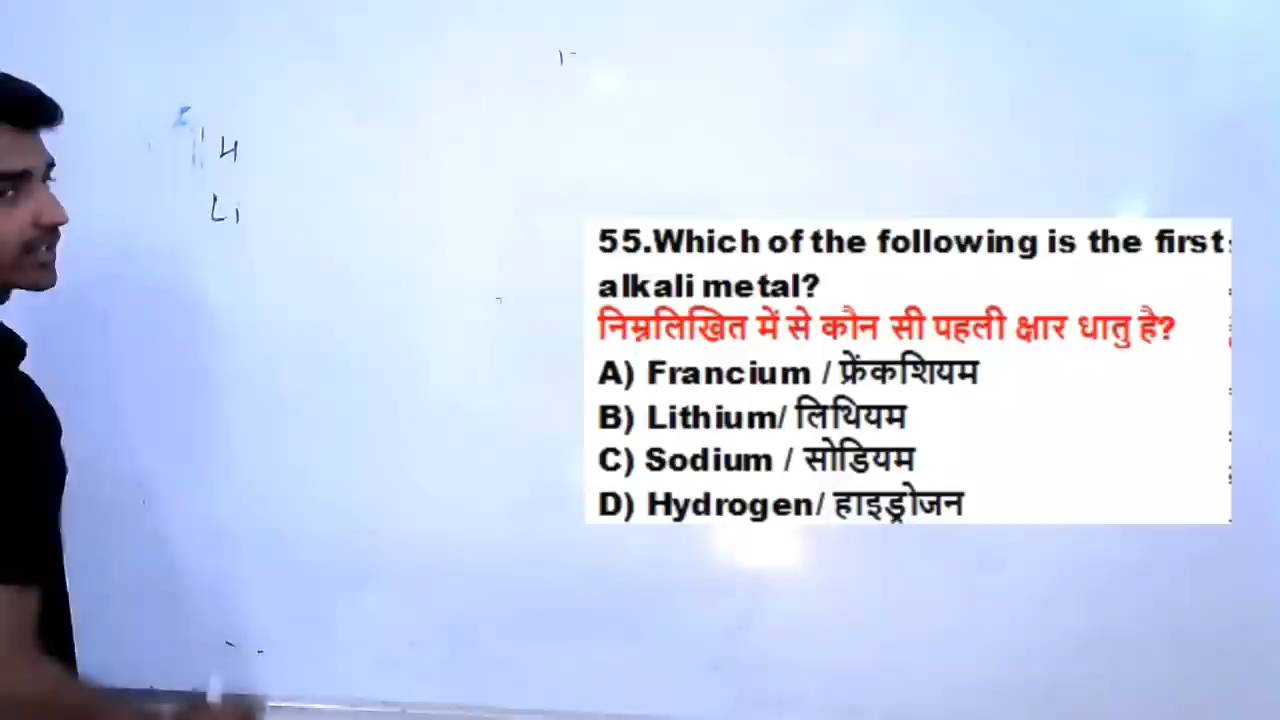 H
Li
55.Which of the following is the first
alkali metal?
निम्नलिखित में से कौन सी पहली क्षार धातु है?
A) Francium / फ्रेंकशियम
B) Lithium/ लिथियम
C) Sodium / सोडियम
D) Hydrogen/ हाइड्रोजन